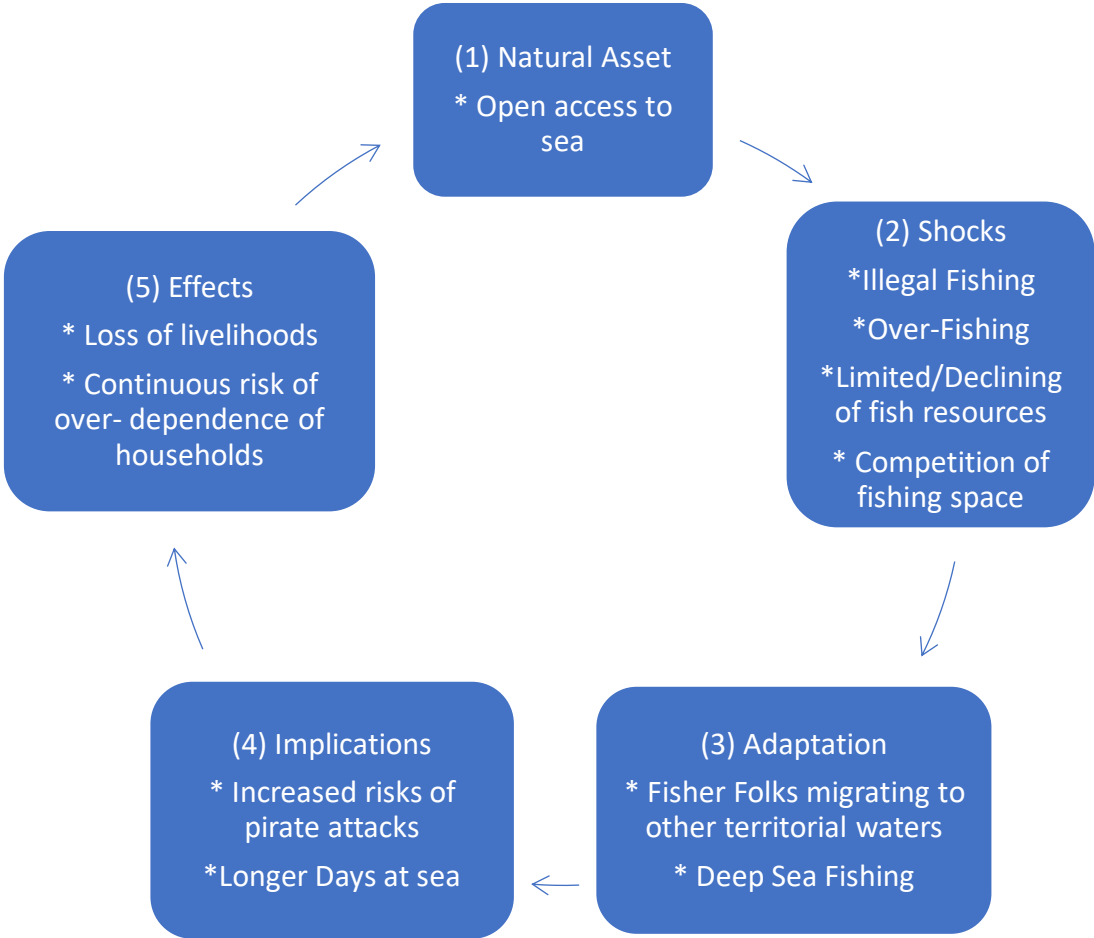 (1) Natural Asset
* Open access to
sea
(2) Shocks
*Illegal Fishing
*Over-Fishing
*Limited/Declining
of fish resources
* Competition of
fishing space
(3) Adaptation
* Fisher Folks migrating to
other territorial waters
* Deep Sea Fishing
(4) Implications
* Increased risks of
pirate attacks
*Longer Days at sea
(5) Effects
* Loss of livelihoods
* Continuous risk of
over- dependence of
households